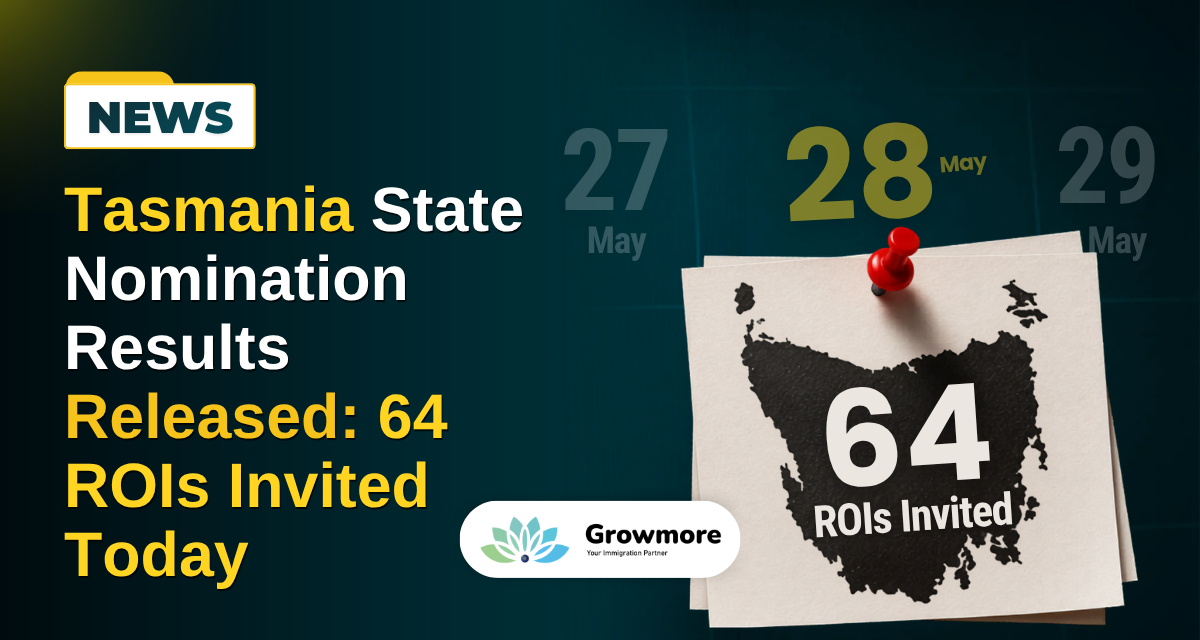 NEWS
Tasmania State
Nomination
Results
Released: 64
ROIs Invited
Today
27
May
28 May
29
May
64
ROIs Invited
Growmore
Your Immigration Partner